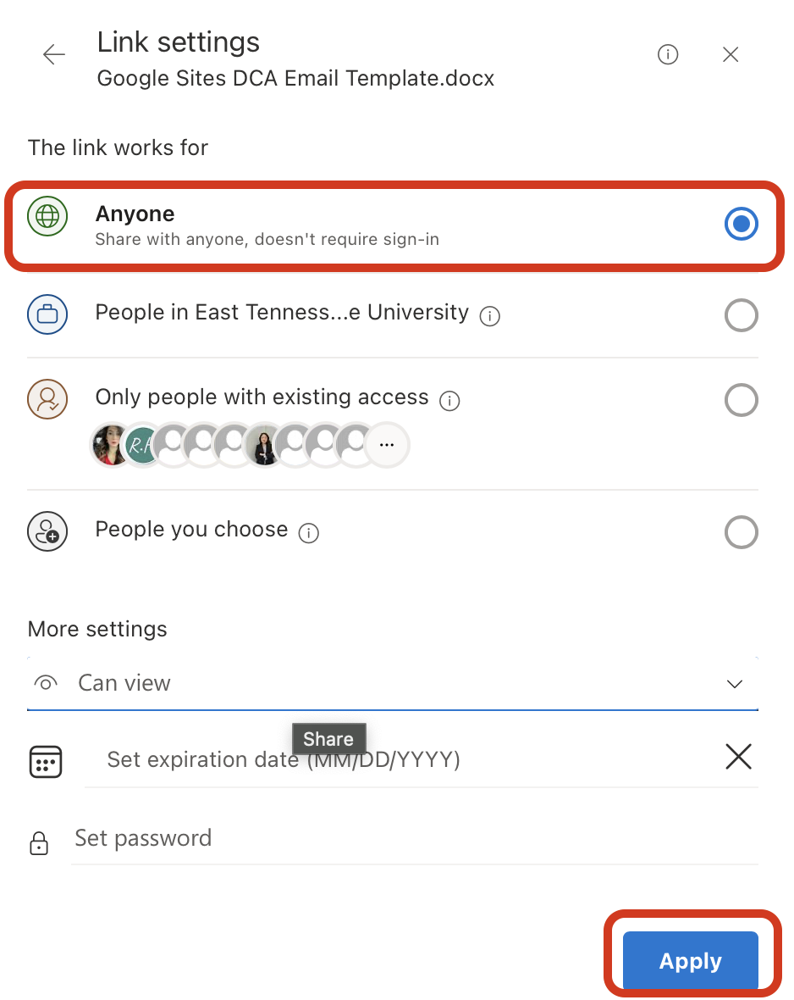 Link settings
Google Sites DCA Email Template.docx
The link works for
Anyone
Share with anyone, doesn't require sign-in
People in East Tenness...e University
Only people with existing access
R.H
...
People you choose
More settings
Can view
Share
Set expiration date (MM/DD/YYYY)
Set password
Apply